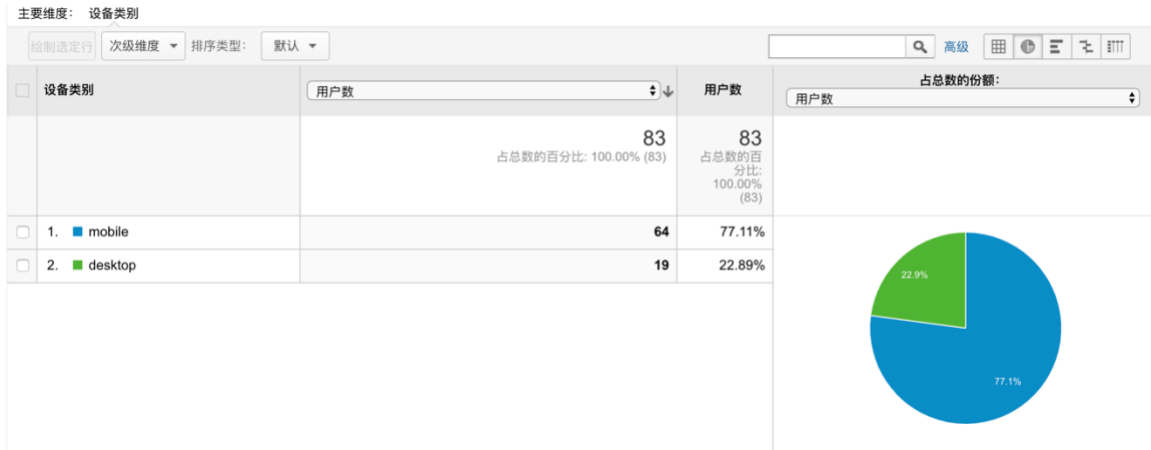 主要维度： 设备类别
绘制选定行 次级维度 排序类型： 默认 高级
设备类别 用户数 用户数 占总数的份额：
用户数
83 83
占总数的百分比: 100.00% (83) 占总数的百
分比:
100.00%
(83)
1. mobile 64 77.11%
2. desktop 19 22.89%
22.9%
77.1%